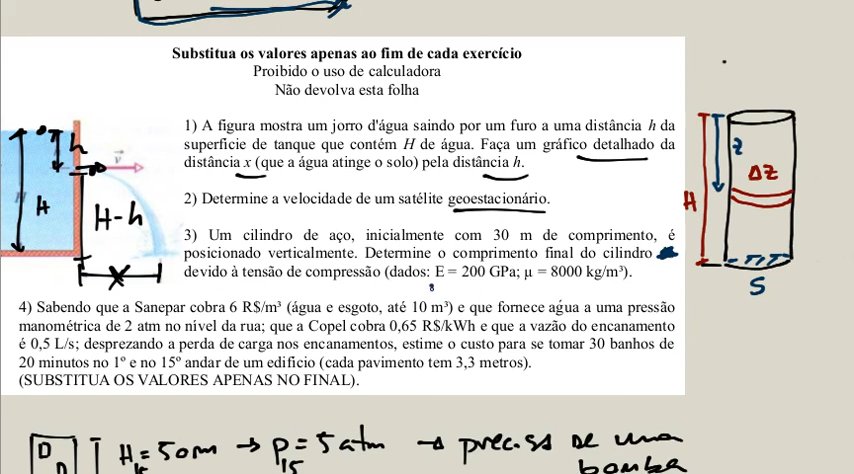 Substitua os valores apenas ao fim de cada exercício
Proibido o uso de calculadora
Não devolva esta folha
1) A figura mostra um jorro d'água saindo por um furo a uma distância h da
superfície de tanque que contém H de água. Faça um gráfico detalhado da
distância x (que a água atinge o solo) pela distância h.
2) Determine a velocidade de um satélite geoestacionário.
3) Um cilindro de aço, inicialmente com 30 m de comprimento, é
posicionado verticalmente. Determine o comprimento final do cilindro
devido à tensão de compressão (dados: E = 200 GPa; μ = 8000 kg/m³).
4) Sabendo que a Sanepar cobra 6 R$/m³ (água e esgoto, até 10 m³) e que fornece água a uma pressão
manométrica de 2 atm no nível da rua; que a Copel cobra 0,65 R$/kWh e que a vazão do encanamento
é 0,5 L/s; desprezando a perda de carga nos encanamentos, estime o custo para se tomar 30 banhos de
20 minutos no 1º e no 15º andar de um edifício (cada pavimento tem 3,3 metros).
(SUBSTITUA OS VALORES APENAS NO FINAL).
h
v
H
H-h
x
z
Δz
H
S
D
D
H15 = 50m → p15 = 5 atm → precisa de uma
bomba